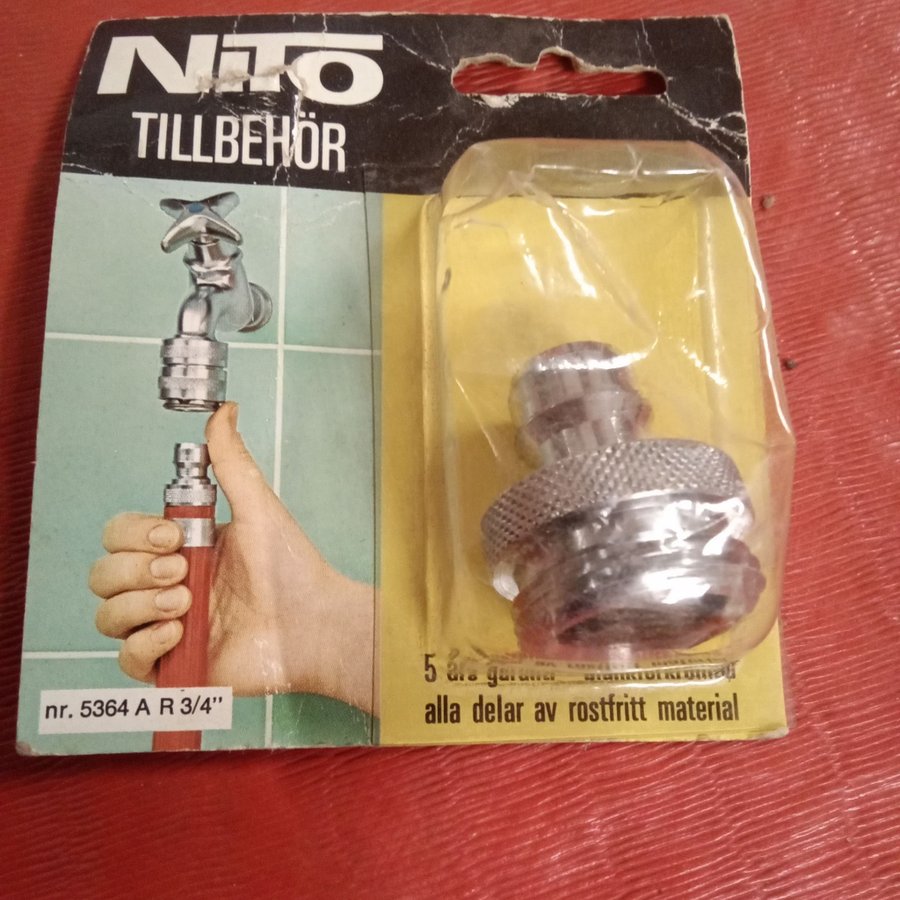 NiTO
TILLBEHÖR
nr. 5364 A R 3/4"
5 års garanti
alla delar av rostfritt material